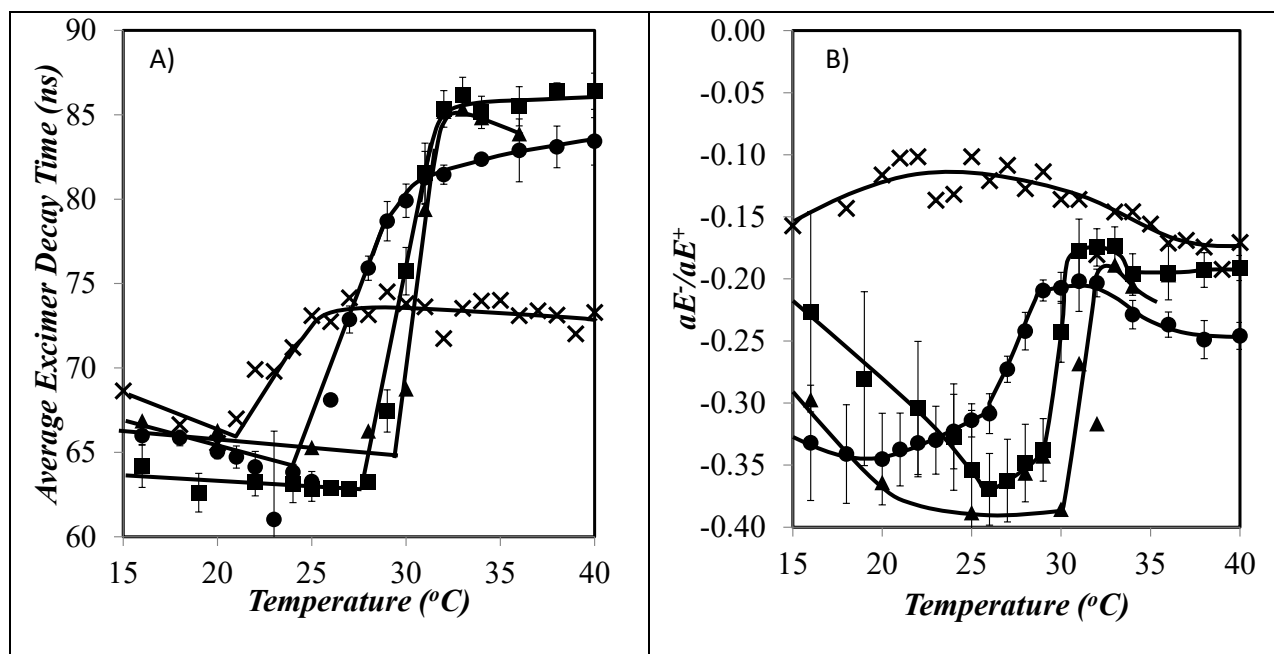 A)
Average Excimer Decay Time (ns)
90
85
80
75
70
65
60
15 20 25 30 35 40
Temperature (°C)
B)
aE-/aE+
0.00
-0.05
-0.10
-0.15
-0.20
-0.25
-0.30
-0.35
-0.40
15 20 25 30 35 40
Temperature (°C)